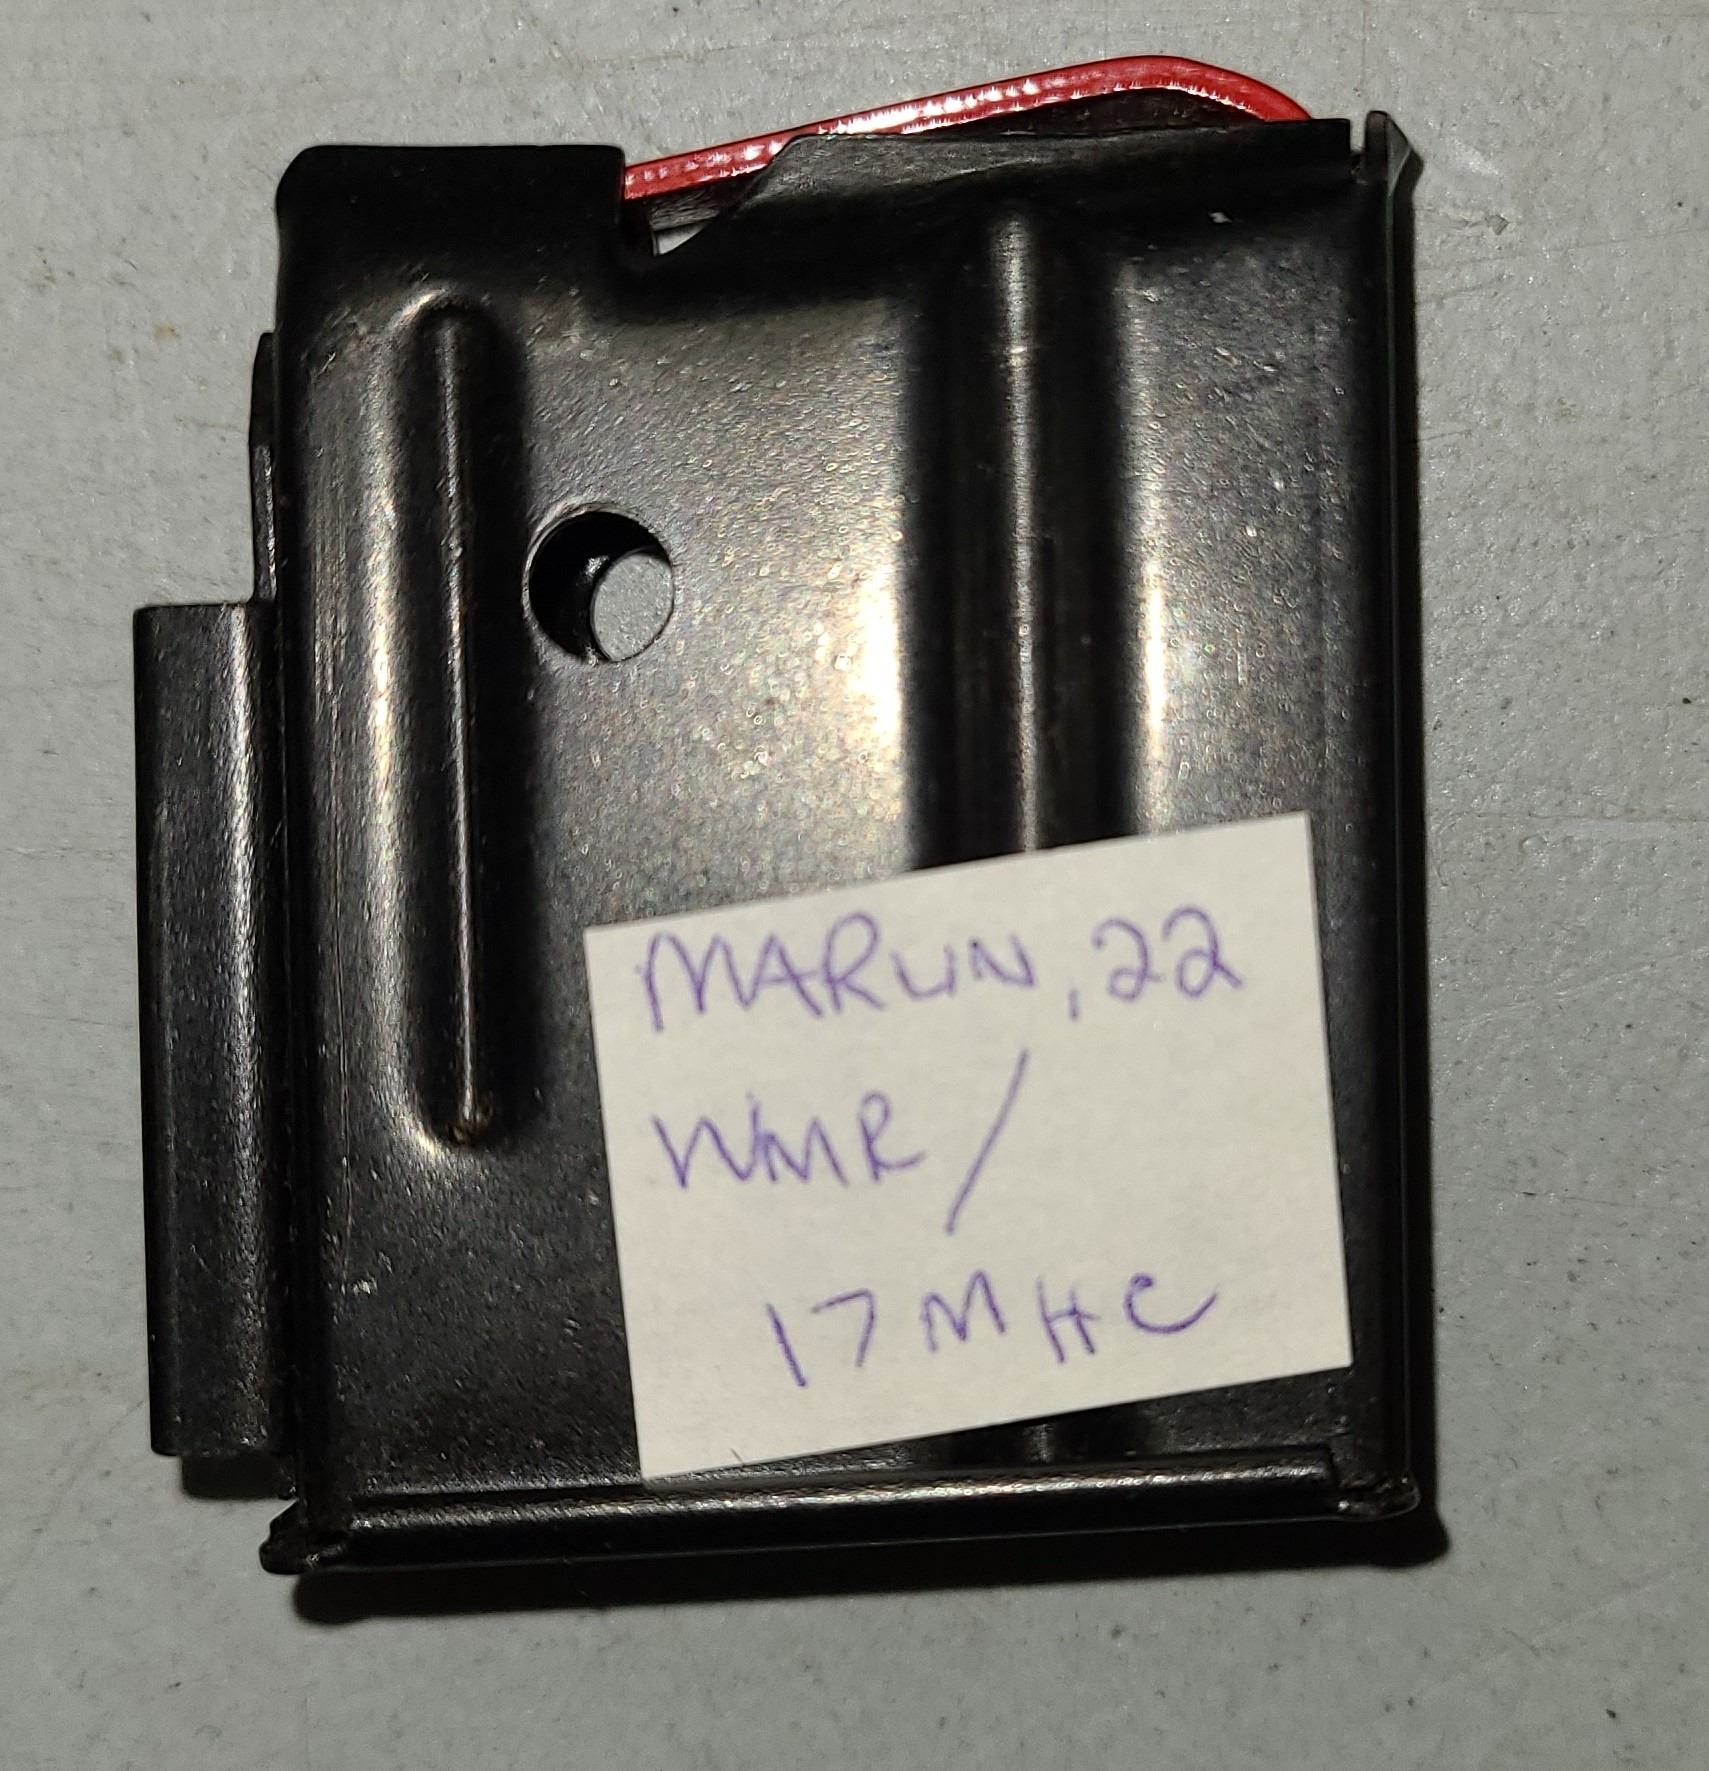 MARLIN .22
WMR /
17 MHC